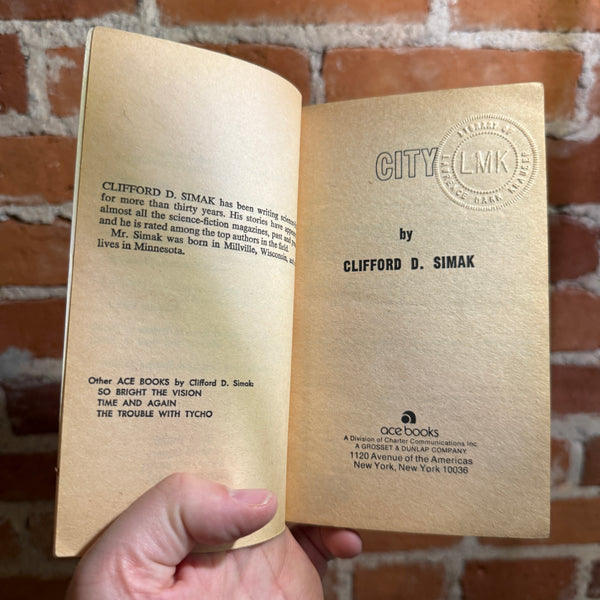 CLIFFORD D. SIMAK has been writing
for more than thirty years. His stories have
almost all the science-fiction magazines, past and
and he is rated among the top authors in the field.
Mr. Simak was born in Millville, Wisconsin,
lives in Minnesota.
Other ACE BOOKS by Clifford D. Simak:
SO BRIGHT THE VISION
TIME AND AGAIN
THE TROUBLE WITH TYCHO
CITY
LIBRARY OF
LMK
by
CLIFFORD D. SIMAK
ace books
A Division of Charter Communications Inc.
A GROSSET & DUNLAP COMPANY
1120 Avenue of the Americas
New York, New York 10036